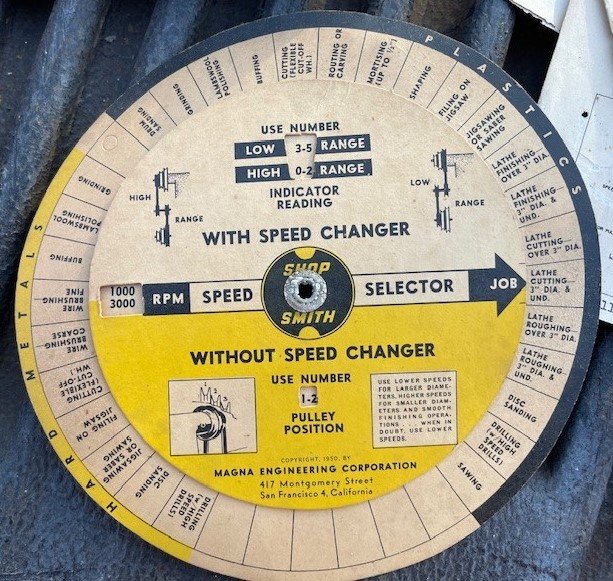 PLASTICS
DRUM
SANDING
GRINDING
LAMBSWOOL
POLISHING
BUFFING
CUTTING
(FLEXIBLE
CUT-OFF
WH.)
ROUTING OR
CARVING
MORTISING
(UP TO ½")
SHAPING
FILING ON
JIGSAW
JIGSAWING
OR SABER
SAWING
LATHE
FINISHING
OVER 3" DIA.
LATHE
FINISHING
3" DIA. &
UND.
LATHE
CUTTING
OVER 3" DIA.
LATHE
CUTTING
3" DIA. &
UND.
LATHE
ROUGHING
OVER 3" DIA.
LATHE
ROUGHING
3" DIA. &
UND.
DISC
SANDING
DRILLING
(W/ HIGH
SPEED
DRILLS)
SAWING
HARD METALS
GRINDING
LAMBSWOOL
POLISHING
BUFFING
WIRE
BRUSHING
FINE
WIRE
BRUSHING
COARSE
CUTTING
(FLEXIBLE
CUT-OFF
WH.)
FILING ON
JIGSAW
JIGSAWING
OR SABER
SAWING
DISC
SANDING
DRILLING
(W/ HIGH
SPEED
DRILLS)
USE NUMBER
LOW 3-5 RANGE
HIGH 0-2 RANGE
INDICATOR
READING
HIGH
RANGE
LOW
RANGE
WITH SPEED CHANGER
1000
3000
RPM SPEED SHOP SMITH SELECTOR JOB
WITHOUT SPEED CHANGER
USE NUMBER
1-2
PULLEY
POSITION
USE LOWER SPEEDS
FOR LARGER DIAME-
TERS, HIGHER SPEEDS
FOR SMALLER DIAM-
ETERS AND SMOOTH
FINISHING OPERA-
TIONS . . . WHEN IN
DOUBT, USE LOWER
SPEEDS.
COPYRIGHT, 1950, BY
MAGNA ENGINEERING CORPORATION
417 Montgomery Street
San Francisco 4, California